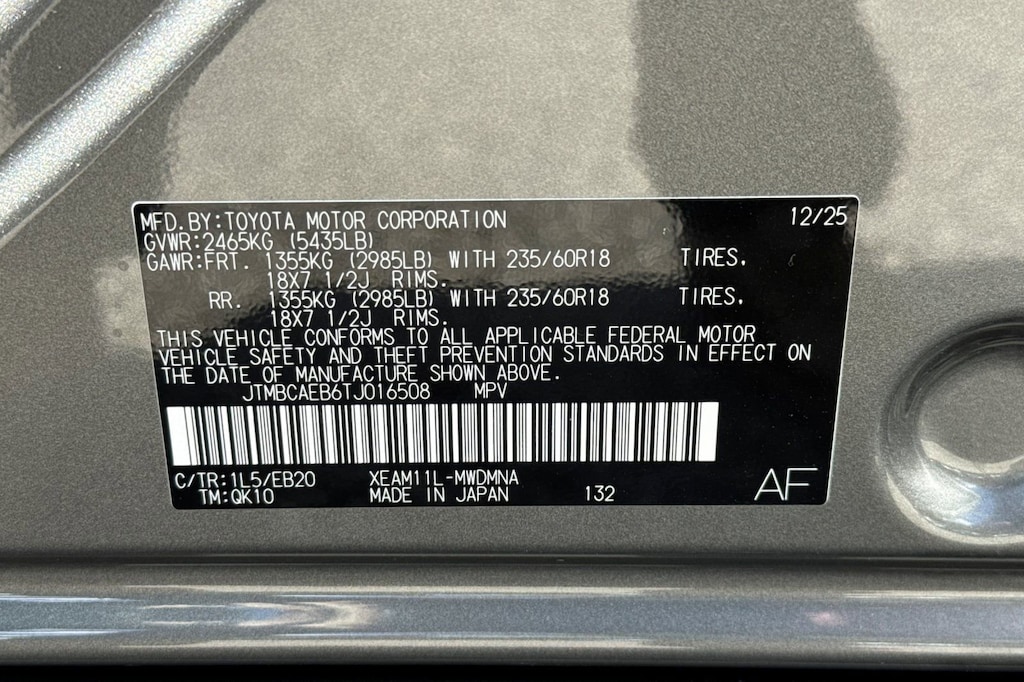 MFD.BY:TOYOTA MOTOR CORPORATION 12/25
GVWR:2465KG (5435LB)
GAWR:FRT. 1355KG (2985LB) WITH 235/60R18 TIRES.
18X7 1/2J RIMS.
RR. 1355KG (2985LB) WITH 235/60R18 TIRES.
18X7 1/2J RIMS.
THIS VEHICLE CONFORMS TO ALL APPLICABLE FEDERAL MOTOR
VEHICLE SAFETY AND THEFT PREVENTION STANDARDS IN EFFECT ON
THE DATE OF MANUFACTURE SHOWN ABOVE.
JTMBCAEB6TJ016508 MPV
C/TR:1L5/EB20 XEAM11L-MWDMNA
TM:QK10 MADE IN JAPAN 132 AF